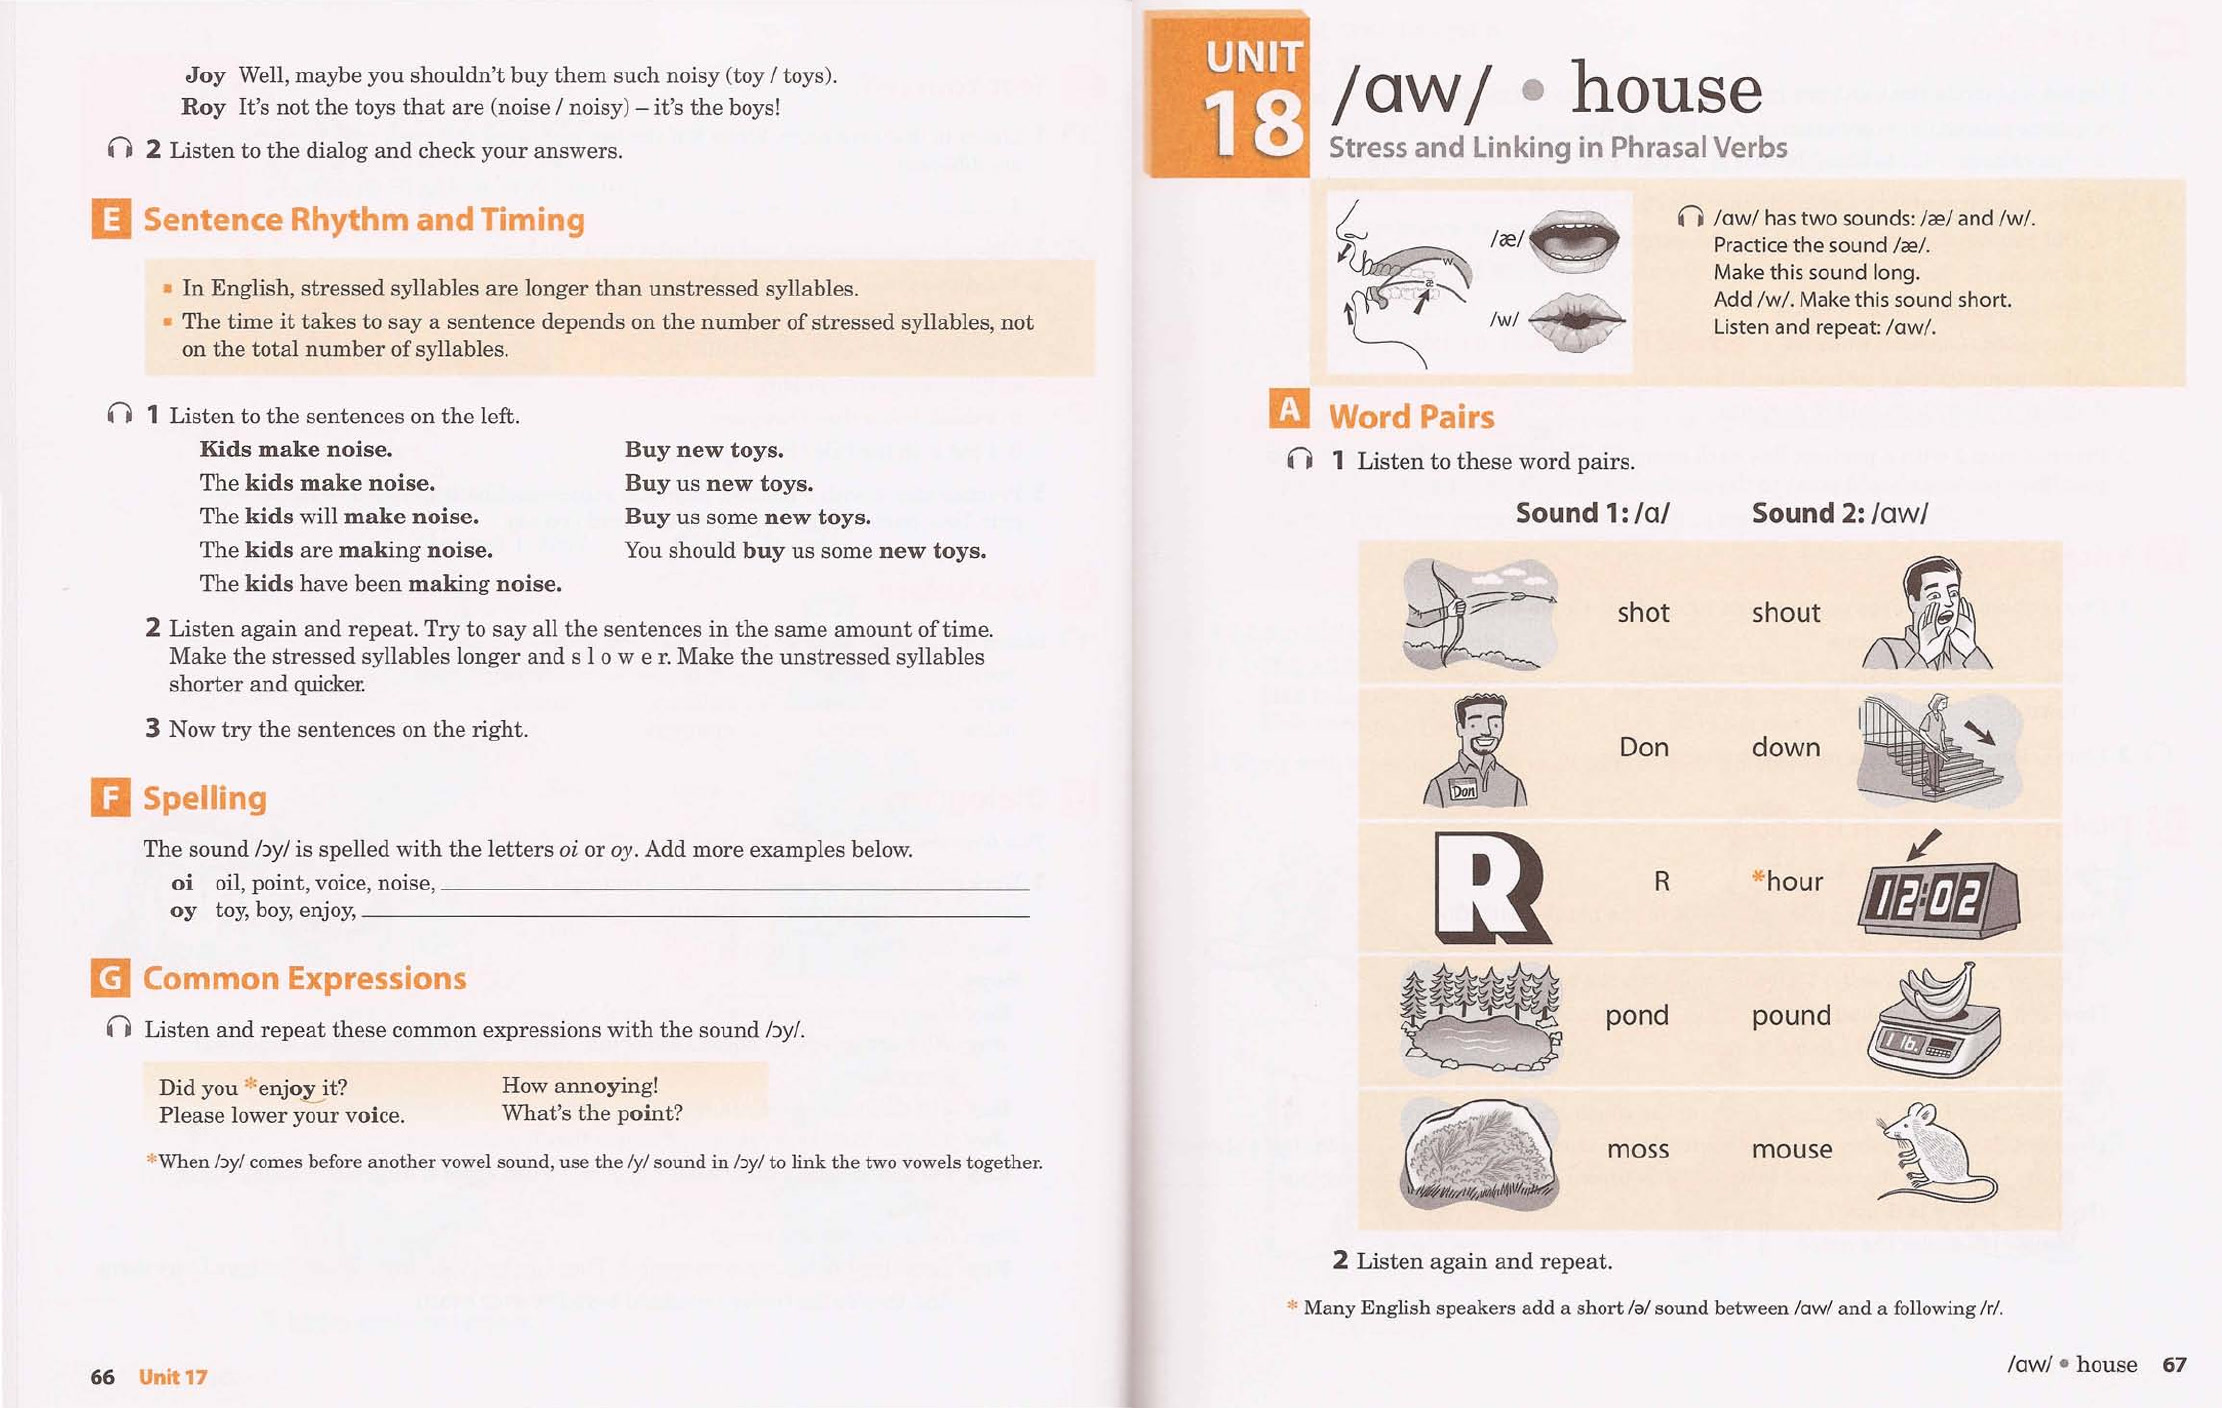 Joy Well, maybe you shouldn't buy them such noisy (toy / toys).
Roy It's not the toys that are (noise / noisy) – it's the boys!
2 Listen to the dialog and check your answers.
E Sentence Rhythm and Timing
▪ In English, stressed syllables are longer than unstressed syllables.
▪ The time it takes to say a sentence depends on the number of stressed syllables, not
on the total number of syllables.
1 Listen to the sentences on the left.
Kids make noise. Buy new toys.
The kids make noise. Buy us new toys.
The kids will make noise. Buy us some new toys.
The kids are making noise. You should buy us some new toys.
The kids have been making noise.
2 Listen again and repeat. Try to say all the sentences in the same amount of time.
Make the stressed syllables longer and s l o w e r. Make the unstressed syllables
shorter and quicker.
3 Now try the sentences on the right.
F Spelling
The sound /ɔy/ is spelled with the letters oi or oy. Add more examples below.
oi oil, point, voice, noise,
oy toy, boy, enjoy,
G Common Expressions
Listen and repeat these common expressions with the sound /ɔy/.
Did you *enjoy it? How annoying!
Please lower your voice. What's the point?
*When /ɔy/ comes before another vowel sound, use the /y/ sound in /ɔy/ to link the two vowels together.
66 Unit 17
UNIT
18
/ɑw/ • house
Stress and Linking in Phrasal Verbs
w
æ
/æ/
/w/
/ɑw/ has two sounds: /æ/ and /w/.
Practice the sound /æ/.
Make this sound long.
Add /w/. Make this sound short.
Listen and repeat: /ɑw/.
A Word Pairs
1 Listen to these word pairs.
Sound 1: /ɑ/ Sound 2: /ɑw/
shot shout
Don Don down
R R *hour 12:02
pond pound 1 lb.
moss mouse
2 Listen again and repeat.
* Many English speakers add a short /ə/ sound between /ɑw/ and a following /r/.
/ɑw/ • house 67